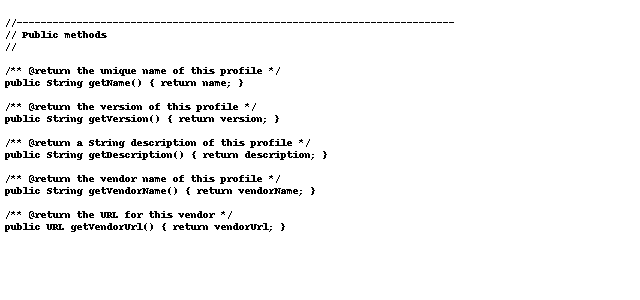 //-------------------------------------------------------------------------
// Public methods
//
/** @return the unique name of this profile */
public String getName() { return name; }
/** @return the version of this profile */
public String getVersion() { return version; }
/** @return a String description of this profile */
public String getDescription() { return description; }
/** @return the vendor name of this profile */
public String getVendorName() { return vendorName; }
/** @return the URL for this vendor */
public URL getVendorUrl() { return vendorUrl; }